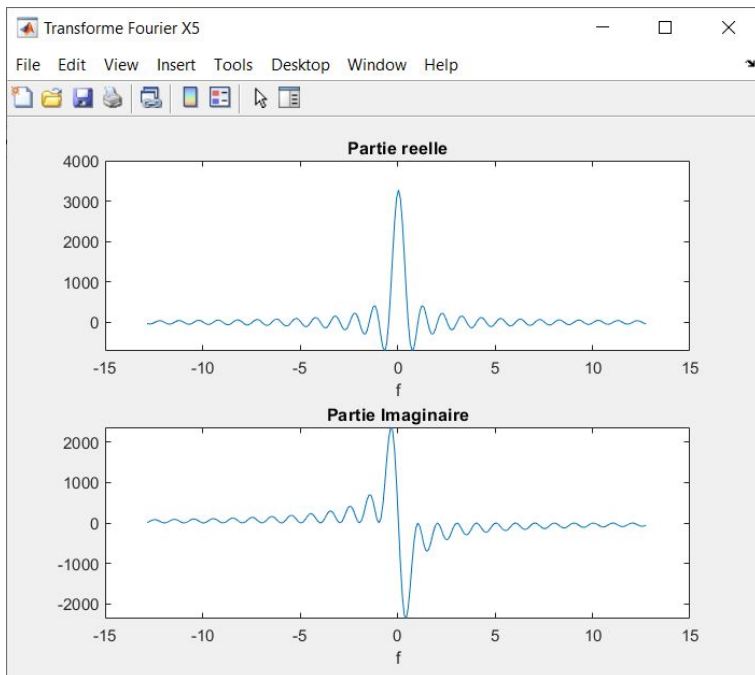 Transforme Fourier X5
File Edit View Insert Tools Desktop Window Help
Partie reelle
4000
3000
2000
1000
0
-15 -10 -5 0 5 10 15
f
Partie Imaginaire
2000
1000
0
-1000
-2000
-15 -10 -5 0 5 10 15
f